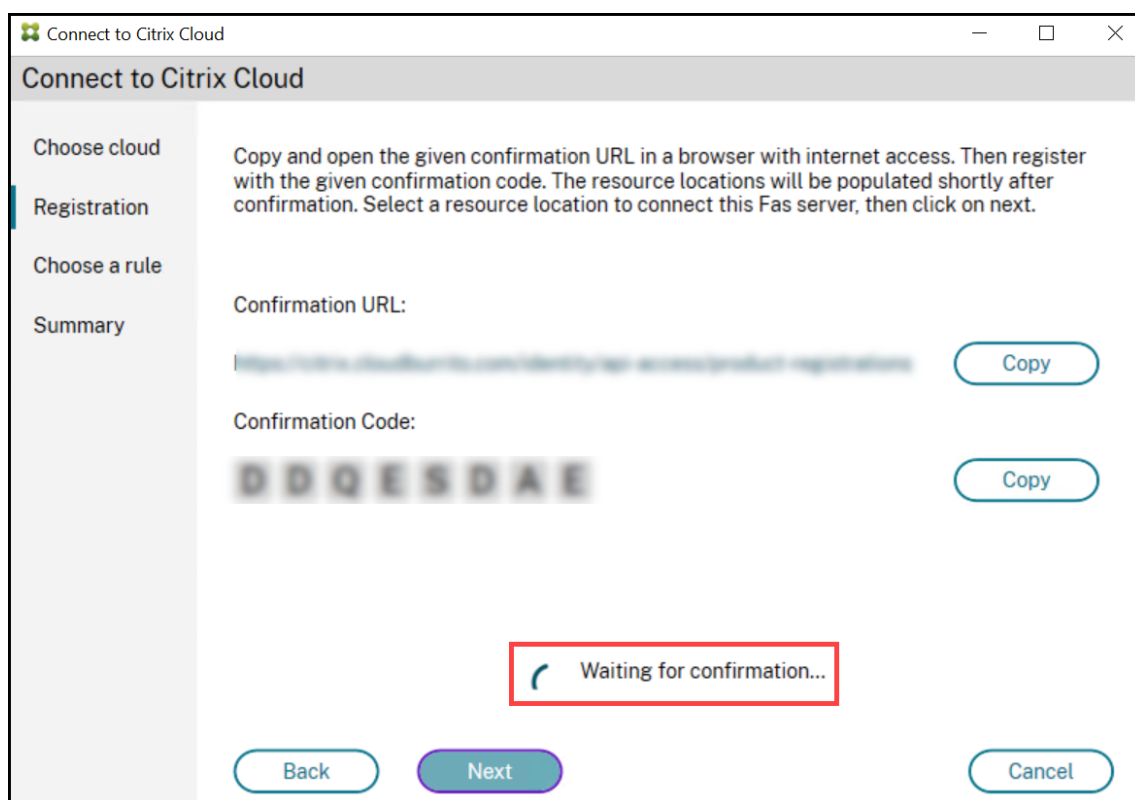 Connect to Citrix Cloud
Connect to Citrix Cloud
Choose cloud
Registration
Choose a rule
Summary
Copy and open the given confirmation URL in a browser with internet access. Then register
with the given confirmation code. The resource locations will be populated shortly after
confirmation. Select a resource location to connect this Fas server, then click on next.
Confirmation URL:
Copy
Confirmation Code:
Copy
Waiting for confirmation...
Back
Next
Cancel